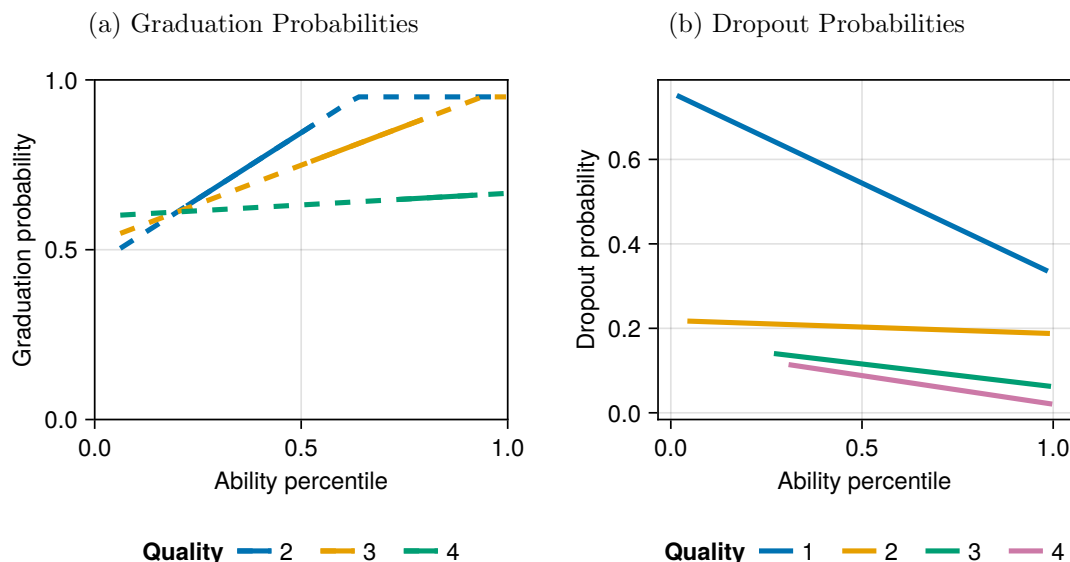 (a) Graduation Probabilities
Graduation probability
1.0
0.5
0.0
0.0 0.5 1.0
Ability percentile
Quality 2 3 4
(b) Dropout Probabilities
Dropout probability
0.6
0.4
0.2
0.0
0.0 0.5 1.0
Ability percentile
Quality 1 2 3 4